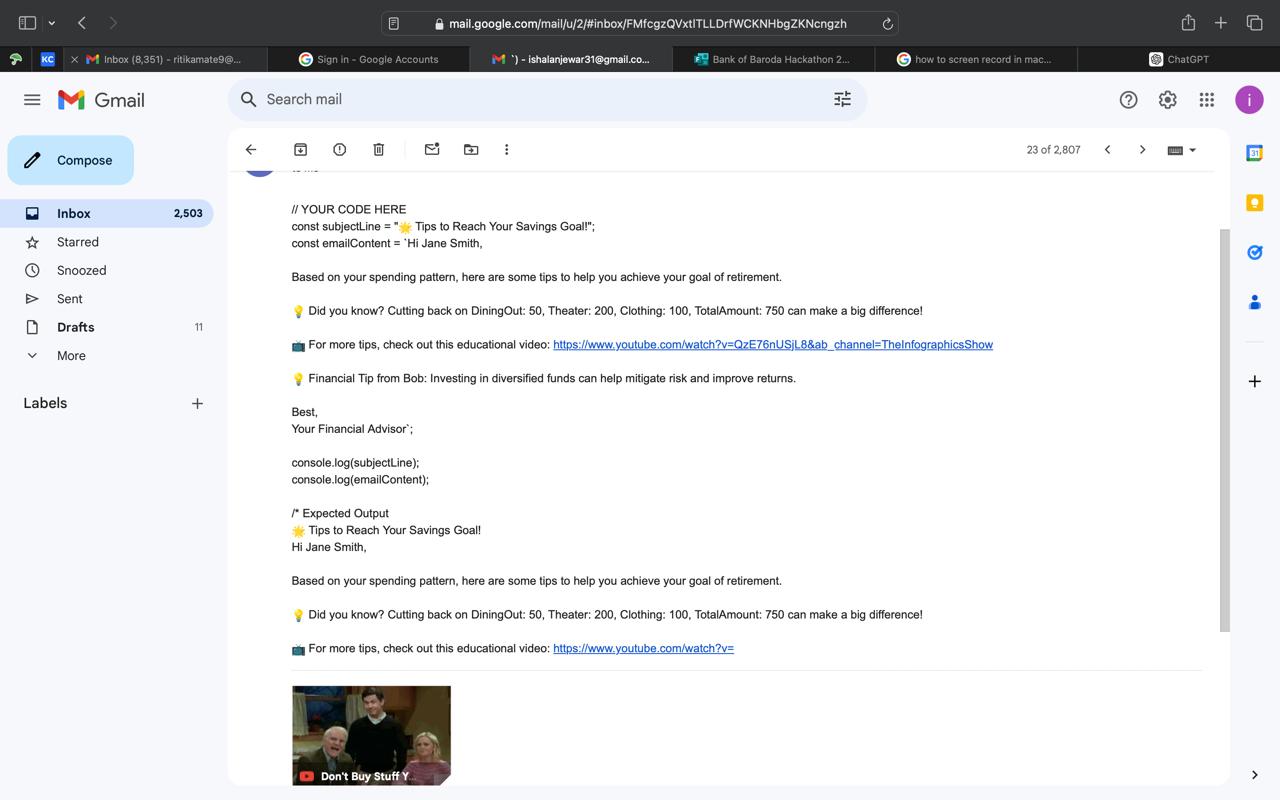 mail.google.com/mail/u/2/#inbox/FMfcgzQVxtlTLLDrfWCKNHbgZKNcngzh
KC
Inbox (8,351) - ritikamate9@...
Sign in - Google Accounts
`) - ishalanjewar31@gmail.co...
Bank of Baroda Hackathon 2...
how to screen record in mac...
ChatGPT
Gmail
Search mail
i
Compose
23 of 2,807
31
Inbox 2,503
Starred
Snoozed
Sent
Drafts 11
More
Labels
// YOUR CODE HERE
const subjectLine = "🌟 Tips to Reach Your Savings Goal!";
const emailContent = `Hi Jane Smith,
Based on your spending pattern, here are some tips to help you achieve your goal of retirement.
💡 Did you know? Cutting back on DiningOut: 50, Theater: 200, Clothing: 100, TotalAmount: 750 can make a big difference!
📺 For more tips, check out this educational video: https://www.youtube.com/watch?v=QzE76nUSjL8&ab_channel=TheInfographicsShow
💡 Financial Tip from Bob: Investing in diversified funds can help mitigate risk and improve returns.
Best,
Your Financial Advisor`;
console.log(subjectLine);
console.log(emailContent);
/* Expected Output
🌟 Tips to Reach Your Savings Goal!
Hi Jane Smith,
Based on your spending pattern, here are some tips to help you achieve your goal of retirement.
💡 Did you know? Cutting back on DiningOut: 50, Theater: 200, Clothing: 100, TotalAmount: 750 can make a big difference!
📺 For more tips, check out this educational video: https://www.youtube.com/watch?v=
Don't Buy Stuff Y...